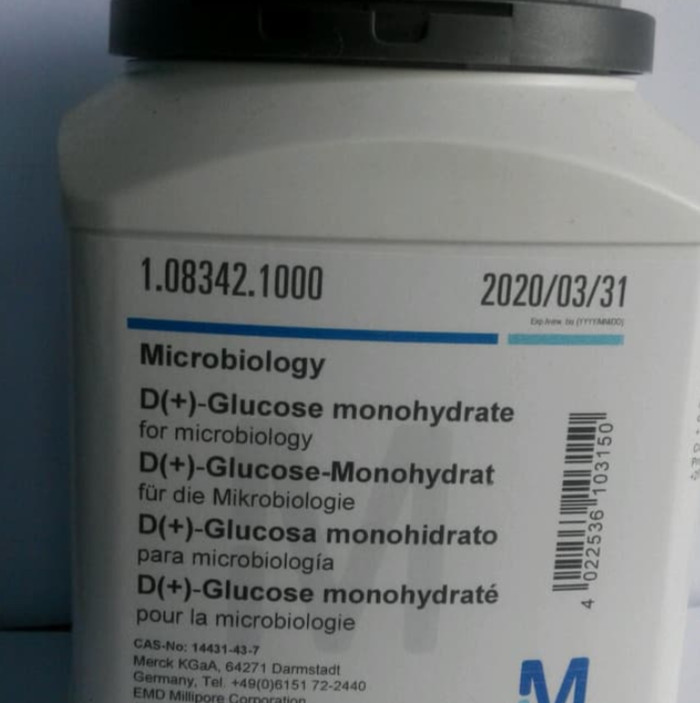 1.08342.1000 2020/03/31
Microbiology
D(+)-Glucose monohydrate
for microbiology
D(+)-Glucose-Monohydrat
für die Mikrobiologie
D(+)-Glucosa monohidrato
para microbiología
D(+)-Glucose monohydraté
pour la microbiologie
CAS-No: 14431-43-7
Merck KGaA, 64271 Darmstadt
Germany, Tel. +49(0)6151 72-2440
EMD Millipore Corporation
4 022536 103150
M